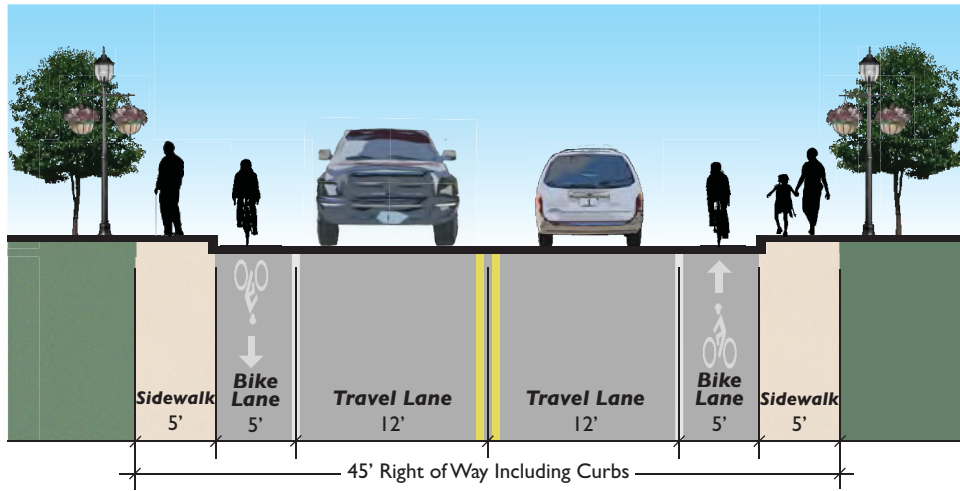 Sidewalk
5’
Bike
Lane
5’
Travel Lane
12’
Travel Lane
12’
Bike
Lane
5’
Sidewalk
5’
45’ Right of Way Including Curbs